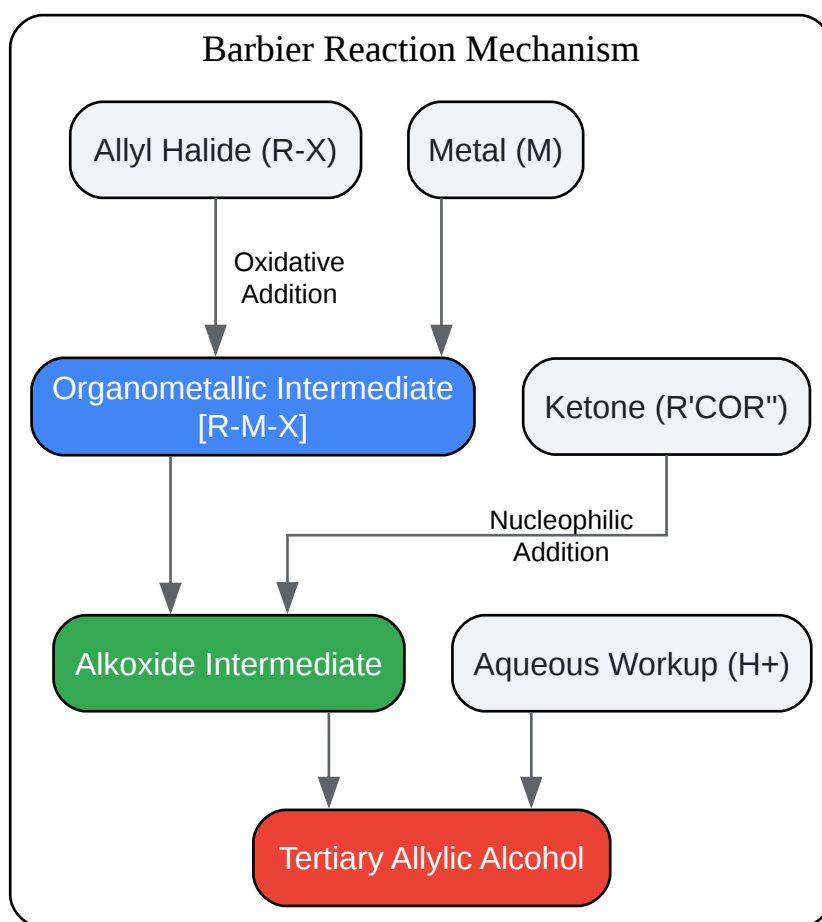 Barbier Reaction Mechanism
Allyl Halide (R-X)
Metal (M)
Oxidative
Addition
Organometallic Intermediate
[R-M-X]
Ketone (R'COR")
Nucleophilic
Addition
Alkoxide Intermediate
Aqueous Workup (H+)
Tertiary Allylic Alcohol